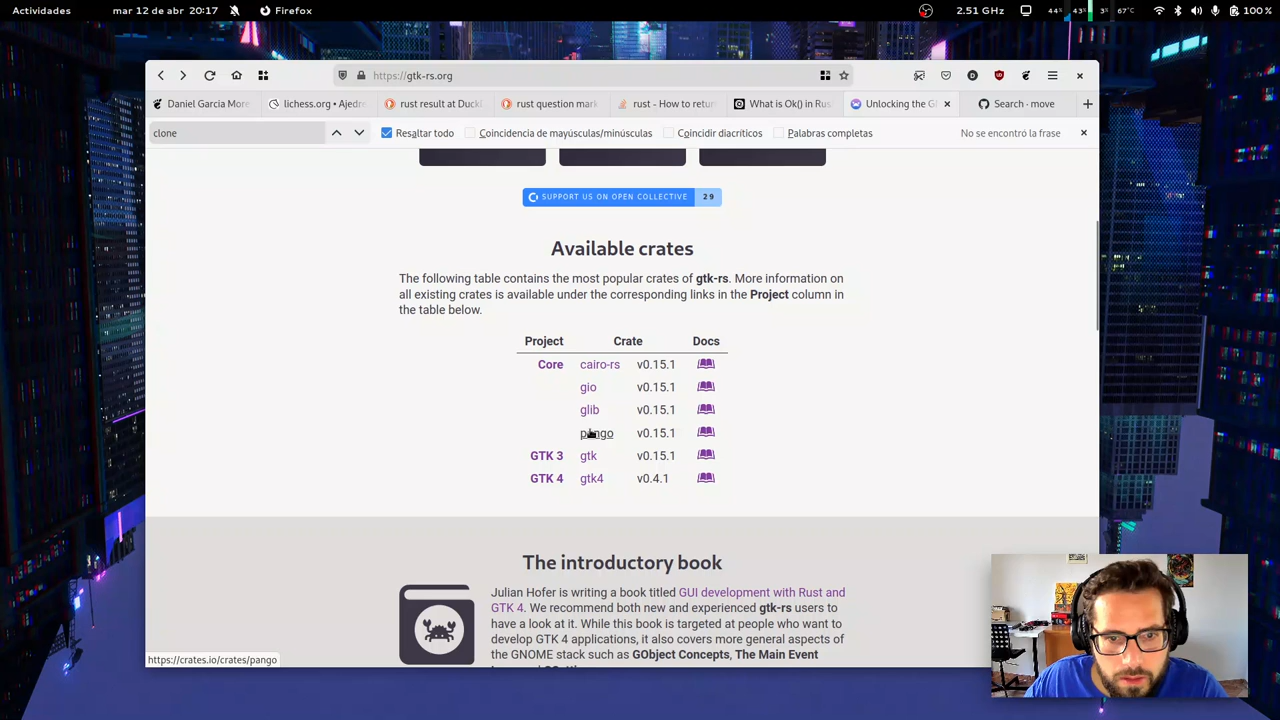 Actividades
mar 12 de abr 20:17
Firefox
2.51 GHz
44%
43%
3%
67°C
100 %
https://gtk-rs.org
Daniel Garcia More
lichess.org • Ajedre
rust result at DuckD
rust question mark
rust - How to return
What is Ok() in Rus
Unlocking the G
Search · move
clone
Resaltar todo
Coincidencia de mayúsculas/minúsculas
Coincidir diacríticos
Palabras completas
No se encontró la frase
SUPPORT US ON OPEN COLLECTIVE 29
Available crates
The following table contains the most popular crates of gtk-rs. More information on
all existing crates is available under the corresponding links in the Project column in
the table below.
Project Crate Docs
Core cairo-rs v0.15.1
gio v0.15.1
glib v0.15.1
pango v0.15.1
GTK 3 gtk v0.15.1
GTK 4 gtk4 v0.4.1
The introductory book
Julian Hofer is writing a book titled GUI development with Rust and
GTK 4. We recommend both new and experienced gtk-rs users to
have a look at it. While this book is targeted at people who want to
develop GTK 4 applications, it also covers more general aspects of
the GNOME stack such as GObject Concepts, The Main Event
https://crates.io/crates/pango